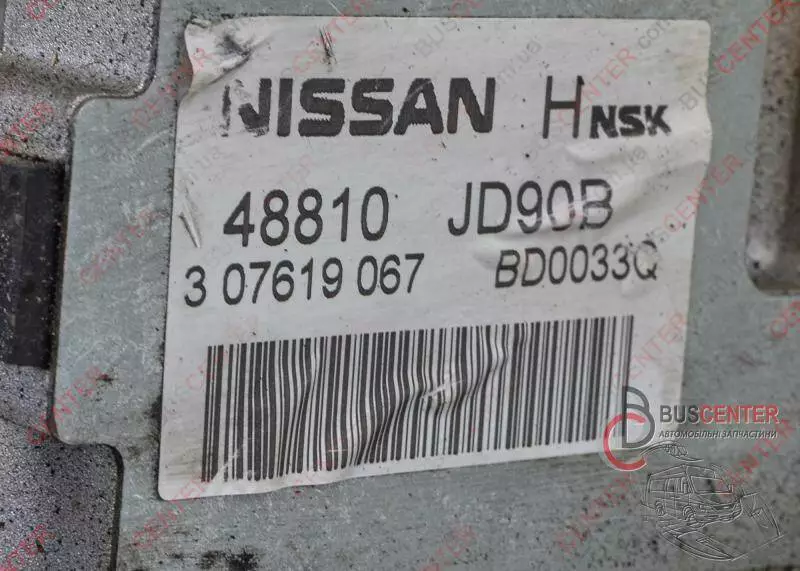 NISSAN H NSK
48810 JD90B
3 07619 067 BD0033Q
BUSCENTER
АВТОМОБІЛЬНІ ЗАПЧАСТИНИ